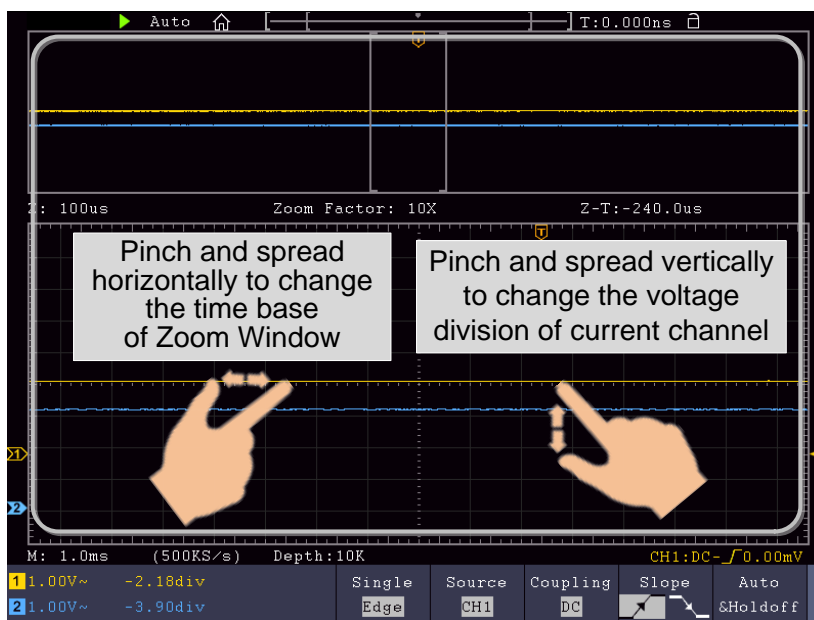 Auto T:0.000ns
T
Z: 100us Zoom Factor: 10X Z-T:-240.0us
T
Pinch and spread
horizontally to change
the time base
of Zoom Window
Pinch and spread vertically
to change the voltage
division of current channel
1
2
M: 1.0ms (500KS/s) Depth:10K CH1:DC- 0.00mV
1 1.00V~ -2.18div
2 1.00V~ -3.90div
Single
Edge
Source
CH1
Coupling
DC
Slope
Auto
&Holdoff